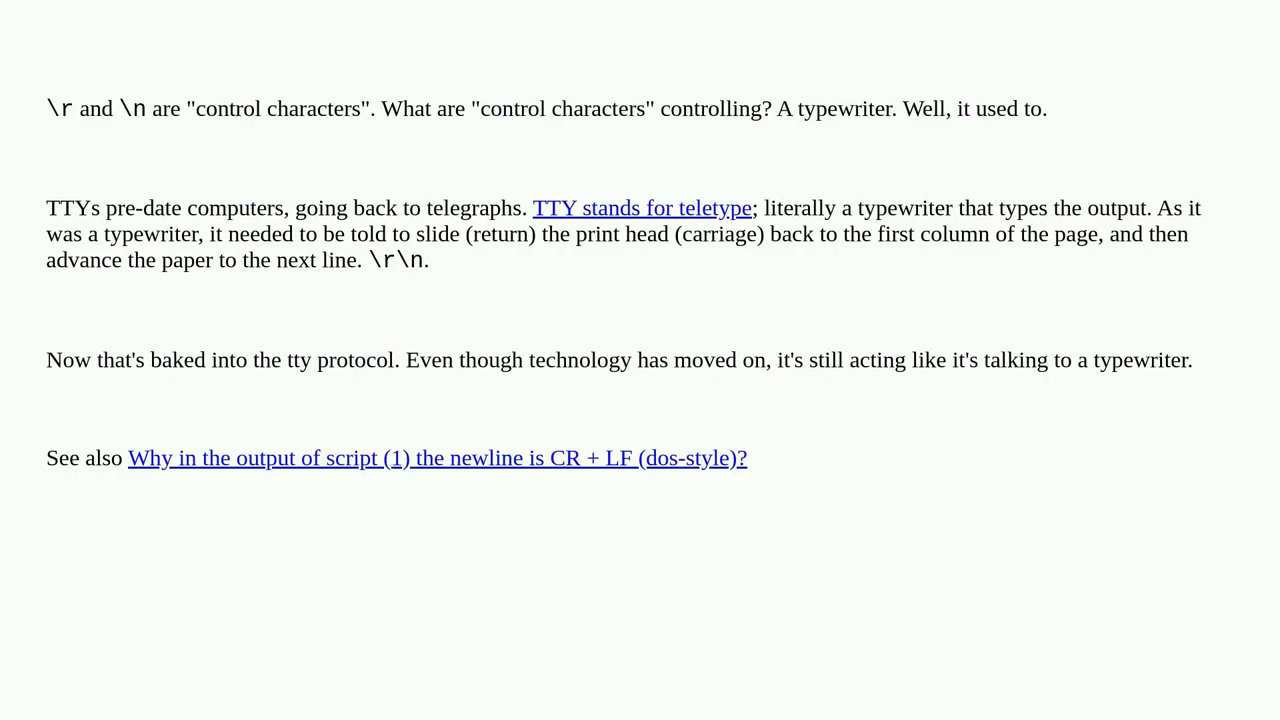 \r and \n are "control characters". What are "control characters" controlling? A typewriter. Well, it used to.
TTYs pre-date computers, going back to telegraphs. TTY stands for teletype; literally a typewriter that types the output. As it
was a typewriter, it needed to be told to slide (return) the print head (carriage) back to the first column of the page, and then
advance the paper to the next line. \r\n.
Now that's baked into the tty protocol. Even though technology has moved on, it's still acting like it's talking to a typewriter.
See also Why in the output of script (1) the newline is CR + LF (dos-style)?